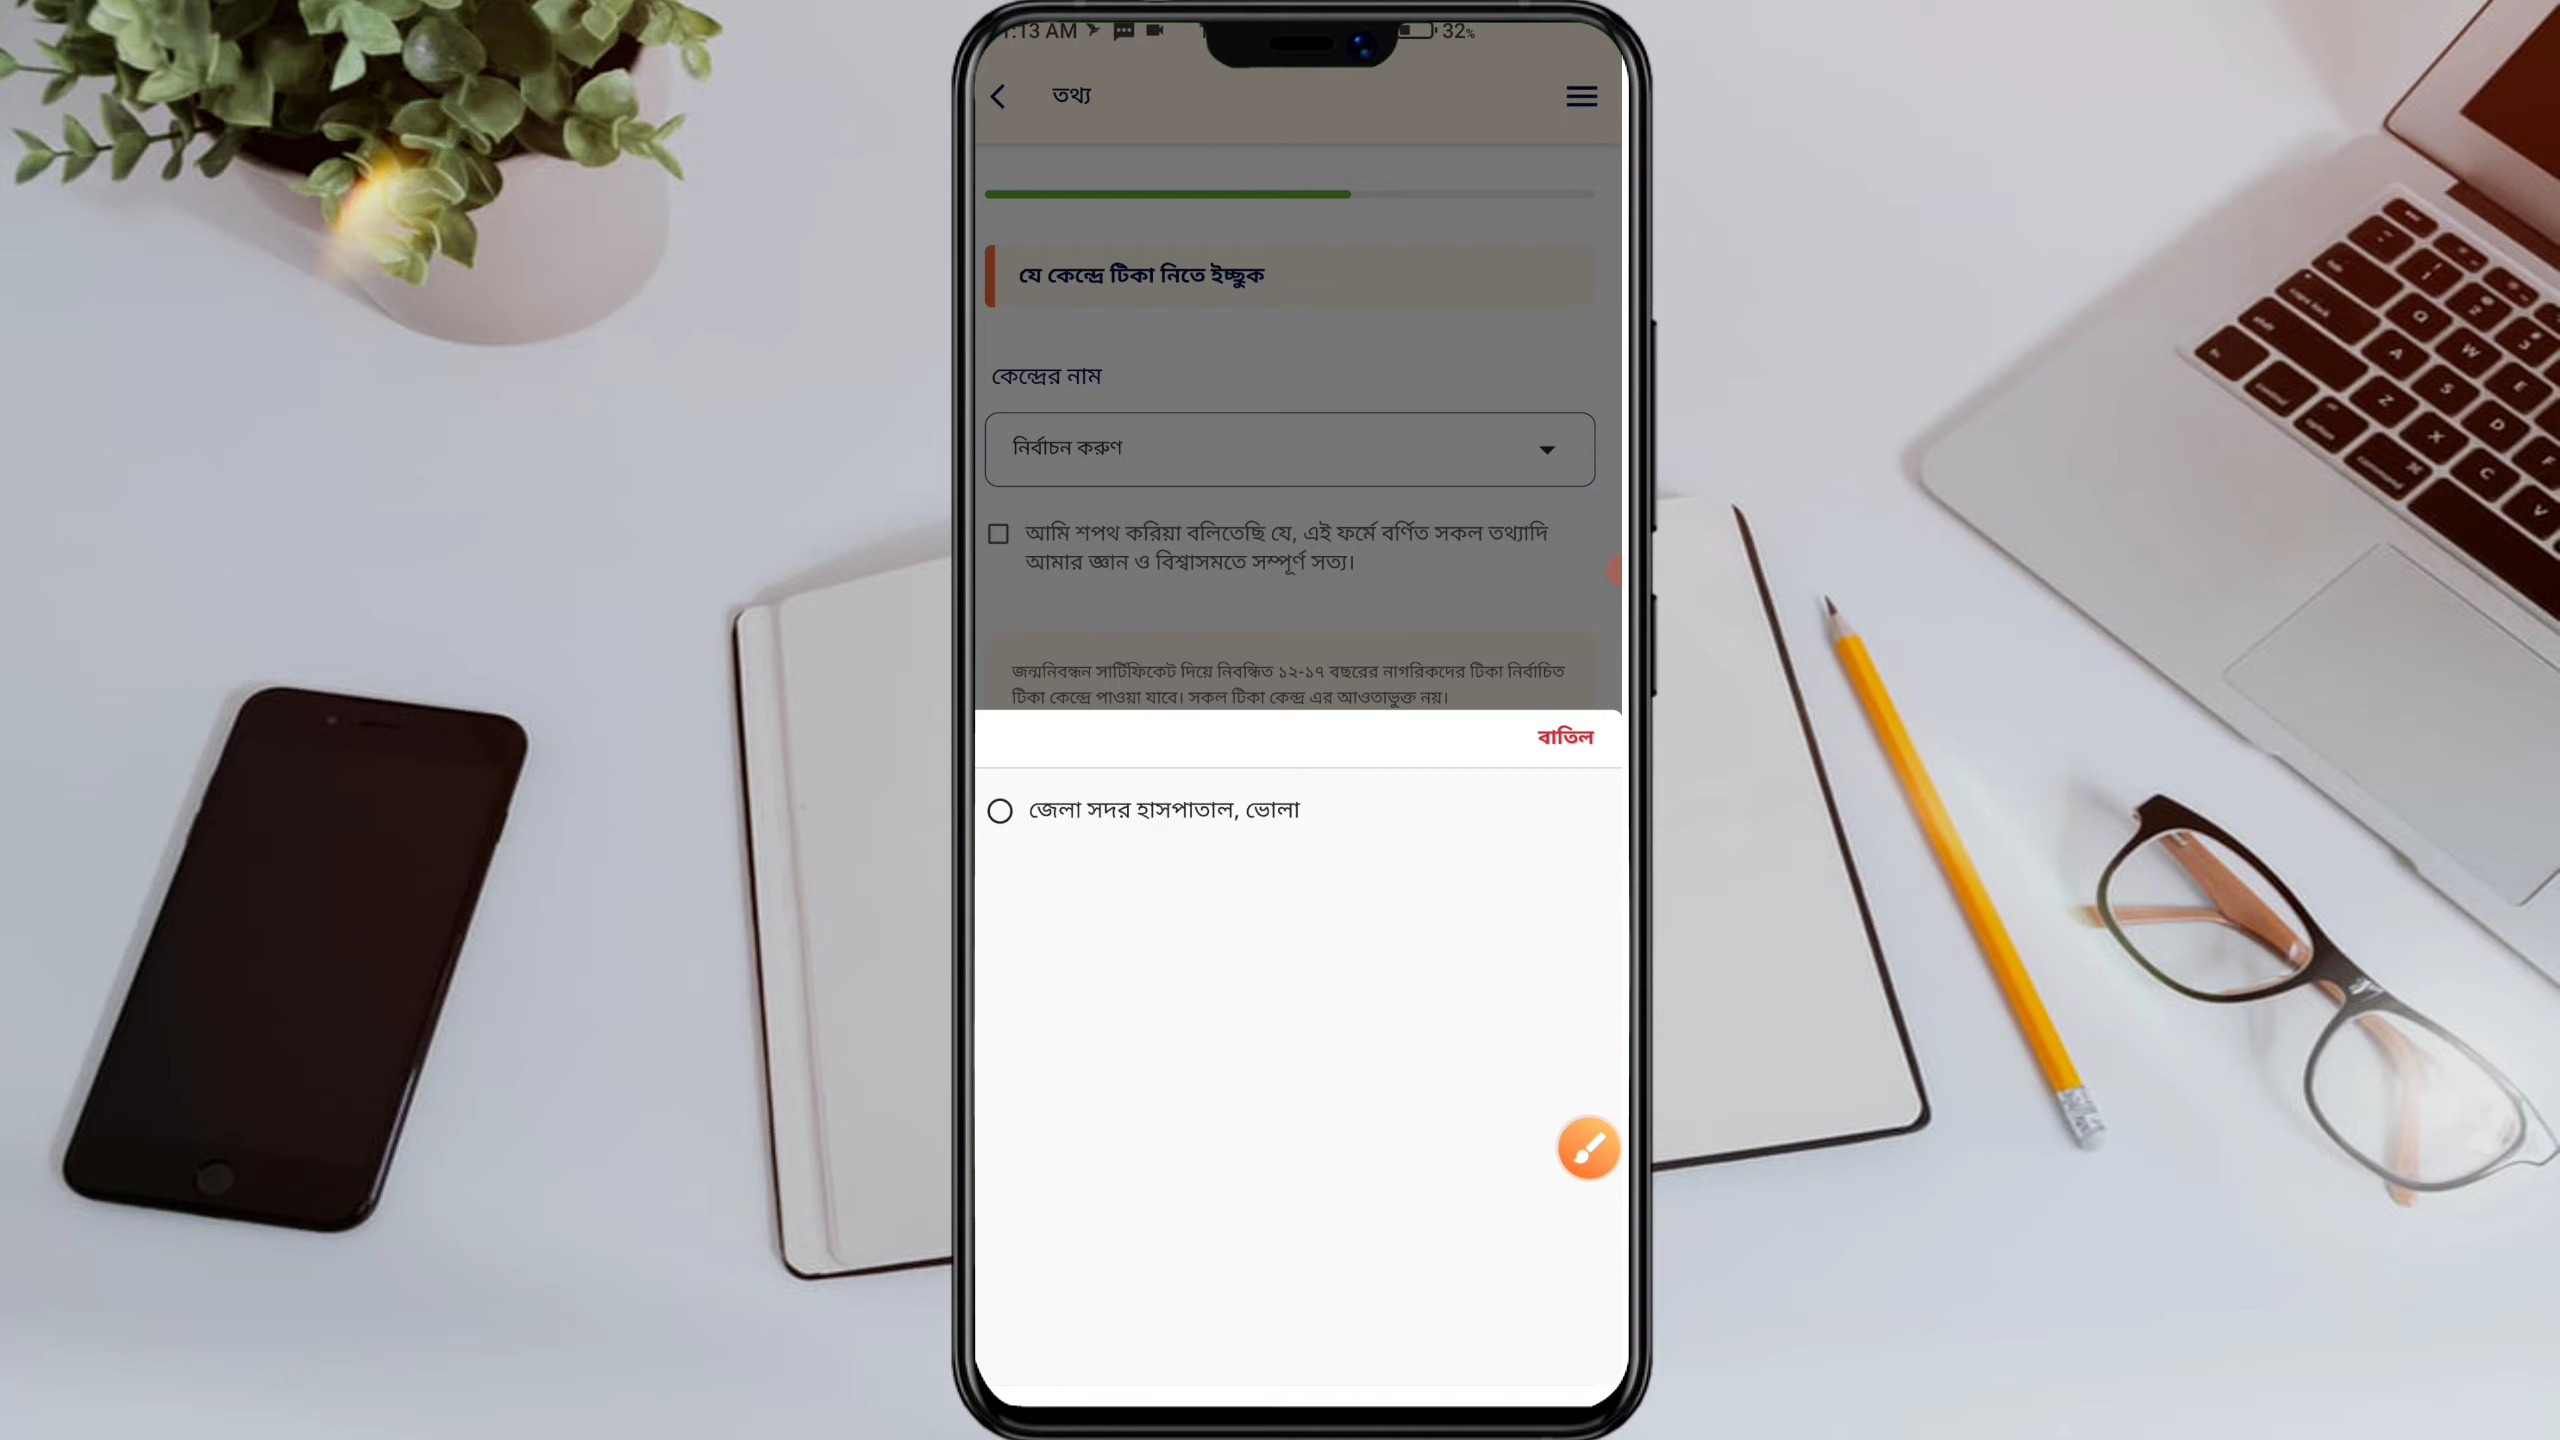 :13 AM
32%
তথ্য
যে কেন্দ্রে টিকা নিতে ইচ্ছুক
কেন্দ্রের নাম
নির্বাচন করুণ
আমি শপথ করিয়া বলিতেছি যে, এই ফর্মে বর্ণিত সকল তথ্যাদি
আমার জ্ঞান ও বিশ্বাসমতে সম্পূর্ণ সত্য।
জন্মনিবন্ধন সার্টিফিকেট দিয়ে নিবন্ধিত ১২-১৭ বছরের নাগরিকদের টিকা নির্বাচিত
টিকা কেন্দ্রে পাওয়া যাবে। সকল টিকা কেন্দ্র এর আওতাভুক্ত নয়।
বাতিল
জেলা সদর হাসপাতাল, ভোলা